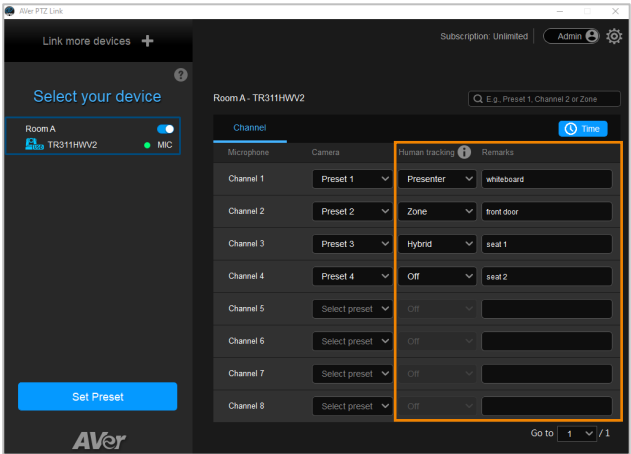 AVer PTZ Link
Link more devices +
Subscription: Unlimited
Admin
?
Select your device
Room A - TR311HWV2
E.g., Preset 1, Channel 2 or Zone
Room A
USB TR311HWV2 MIC
Channel
Time
Microphone Camera Human tracking i Remarks
Channel 1 Preset 1 Presenter whiteboard
Channel 2 Preset 2 Zone front door
Channel 3 Preset 3 Hybrid seat 1
Channel 4 Preset 4 Off seat 2
Channel 5 Select preset Off
Channel 6 Select preset Off
Channel 7 Select preset Off
Channel 8 Select preset Off
Set Preset
Go to 1 / 1
AVer